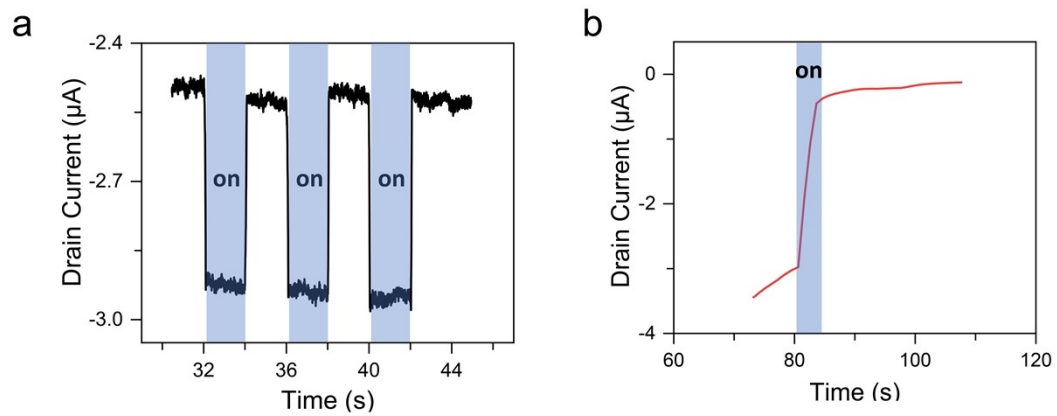 a
-2.4
-2.7
-3.0
Drain Current (μA)
on
on
on
32
36
40
44
Time (s)
b
0
-2
-4
Drain Current (μA)
on
60
80
100
120
Time (s)